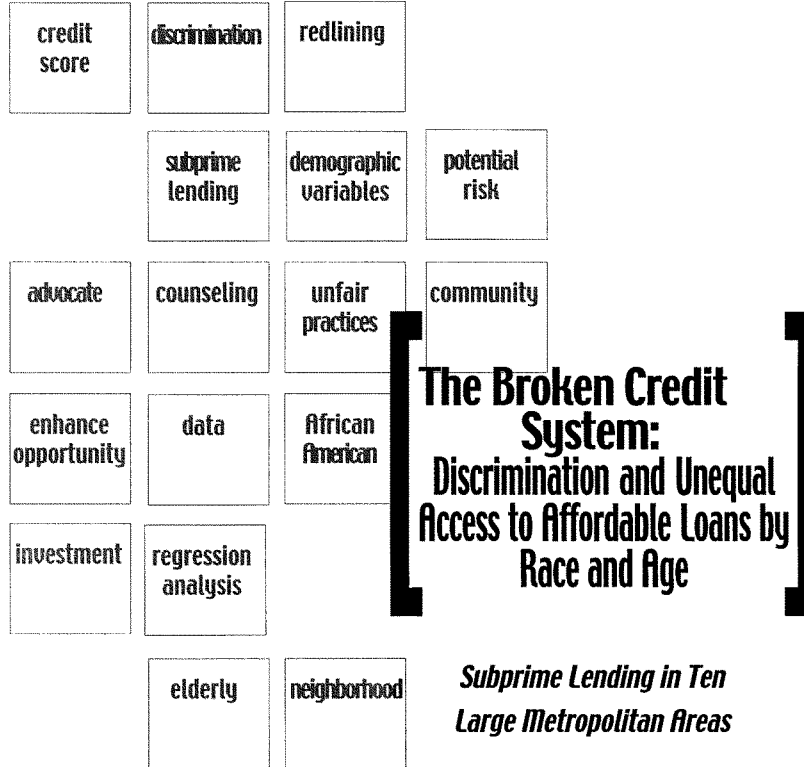 credit
score
discrimination
redlining
subprime
lending
demographic
variables
potential
risk
advocate
counseling
unfair
practices
community
enhance
opportunity
data
African
American
The Broken Credit
System:
Discrimination and Unequal
Access to Affordable Loans by
Race and Age
investment
regression
analysis
elderly
neighborhood
Subprime Lending in Ten
Large Metropolitan Areas